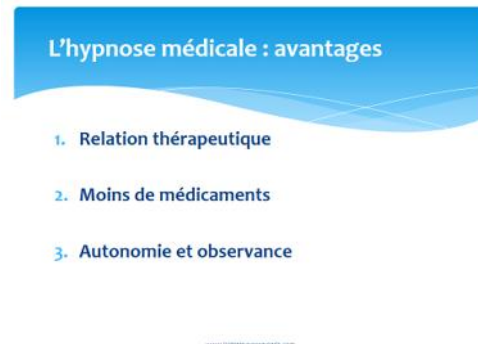 L'hypnose médicale : avantages
1. Relation thérapeutique
2. Moins de médicaments
3. Autonomie et observance